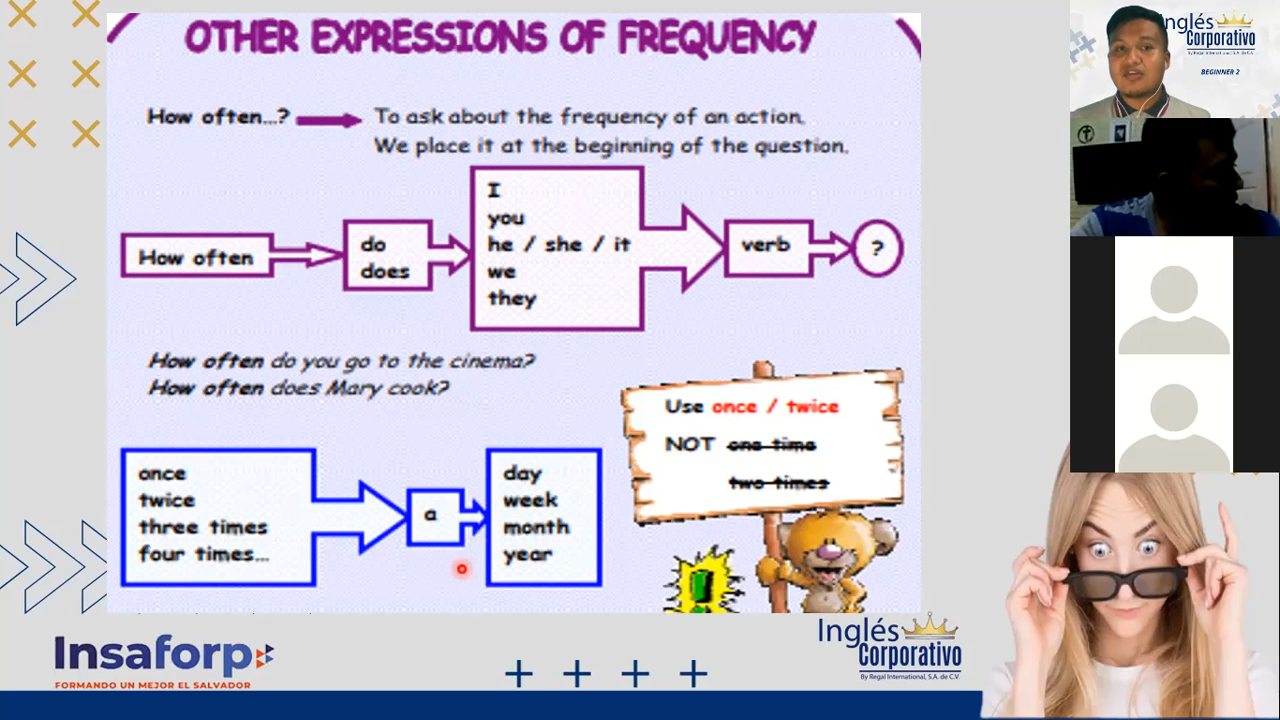 OTHER EXPRESSIONS OF FREQUENCY
How often...?
To ask about the frequency of an action.
We place it at the beginning of the question.
How often
do
does
I
you
he / she / it
we
they
verb
?
How often do you go to the cinema?
How often does Mary cook?
once
twice
three times
four times...
a
day
week
month
year
Use once / twice
NOT one time
two times
!
Insaforp
FORMANDO UN MEJOR EL SALVADOR
Inglés
Corporativo
By Regal International, S.A. de C.V.
Inglés
Corporativo
By Regal International, S.A. de C.V.
BEGINNER 2